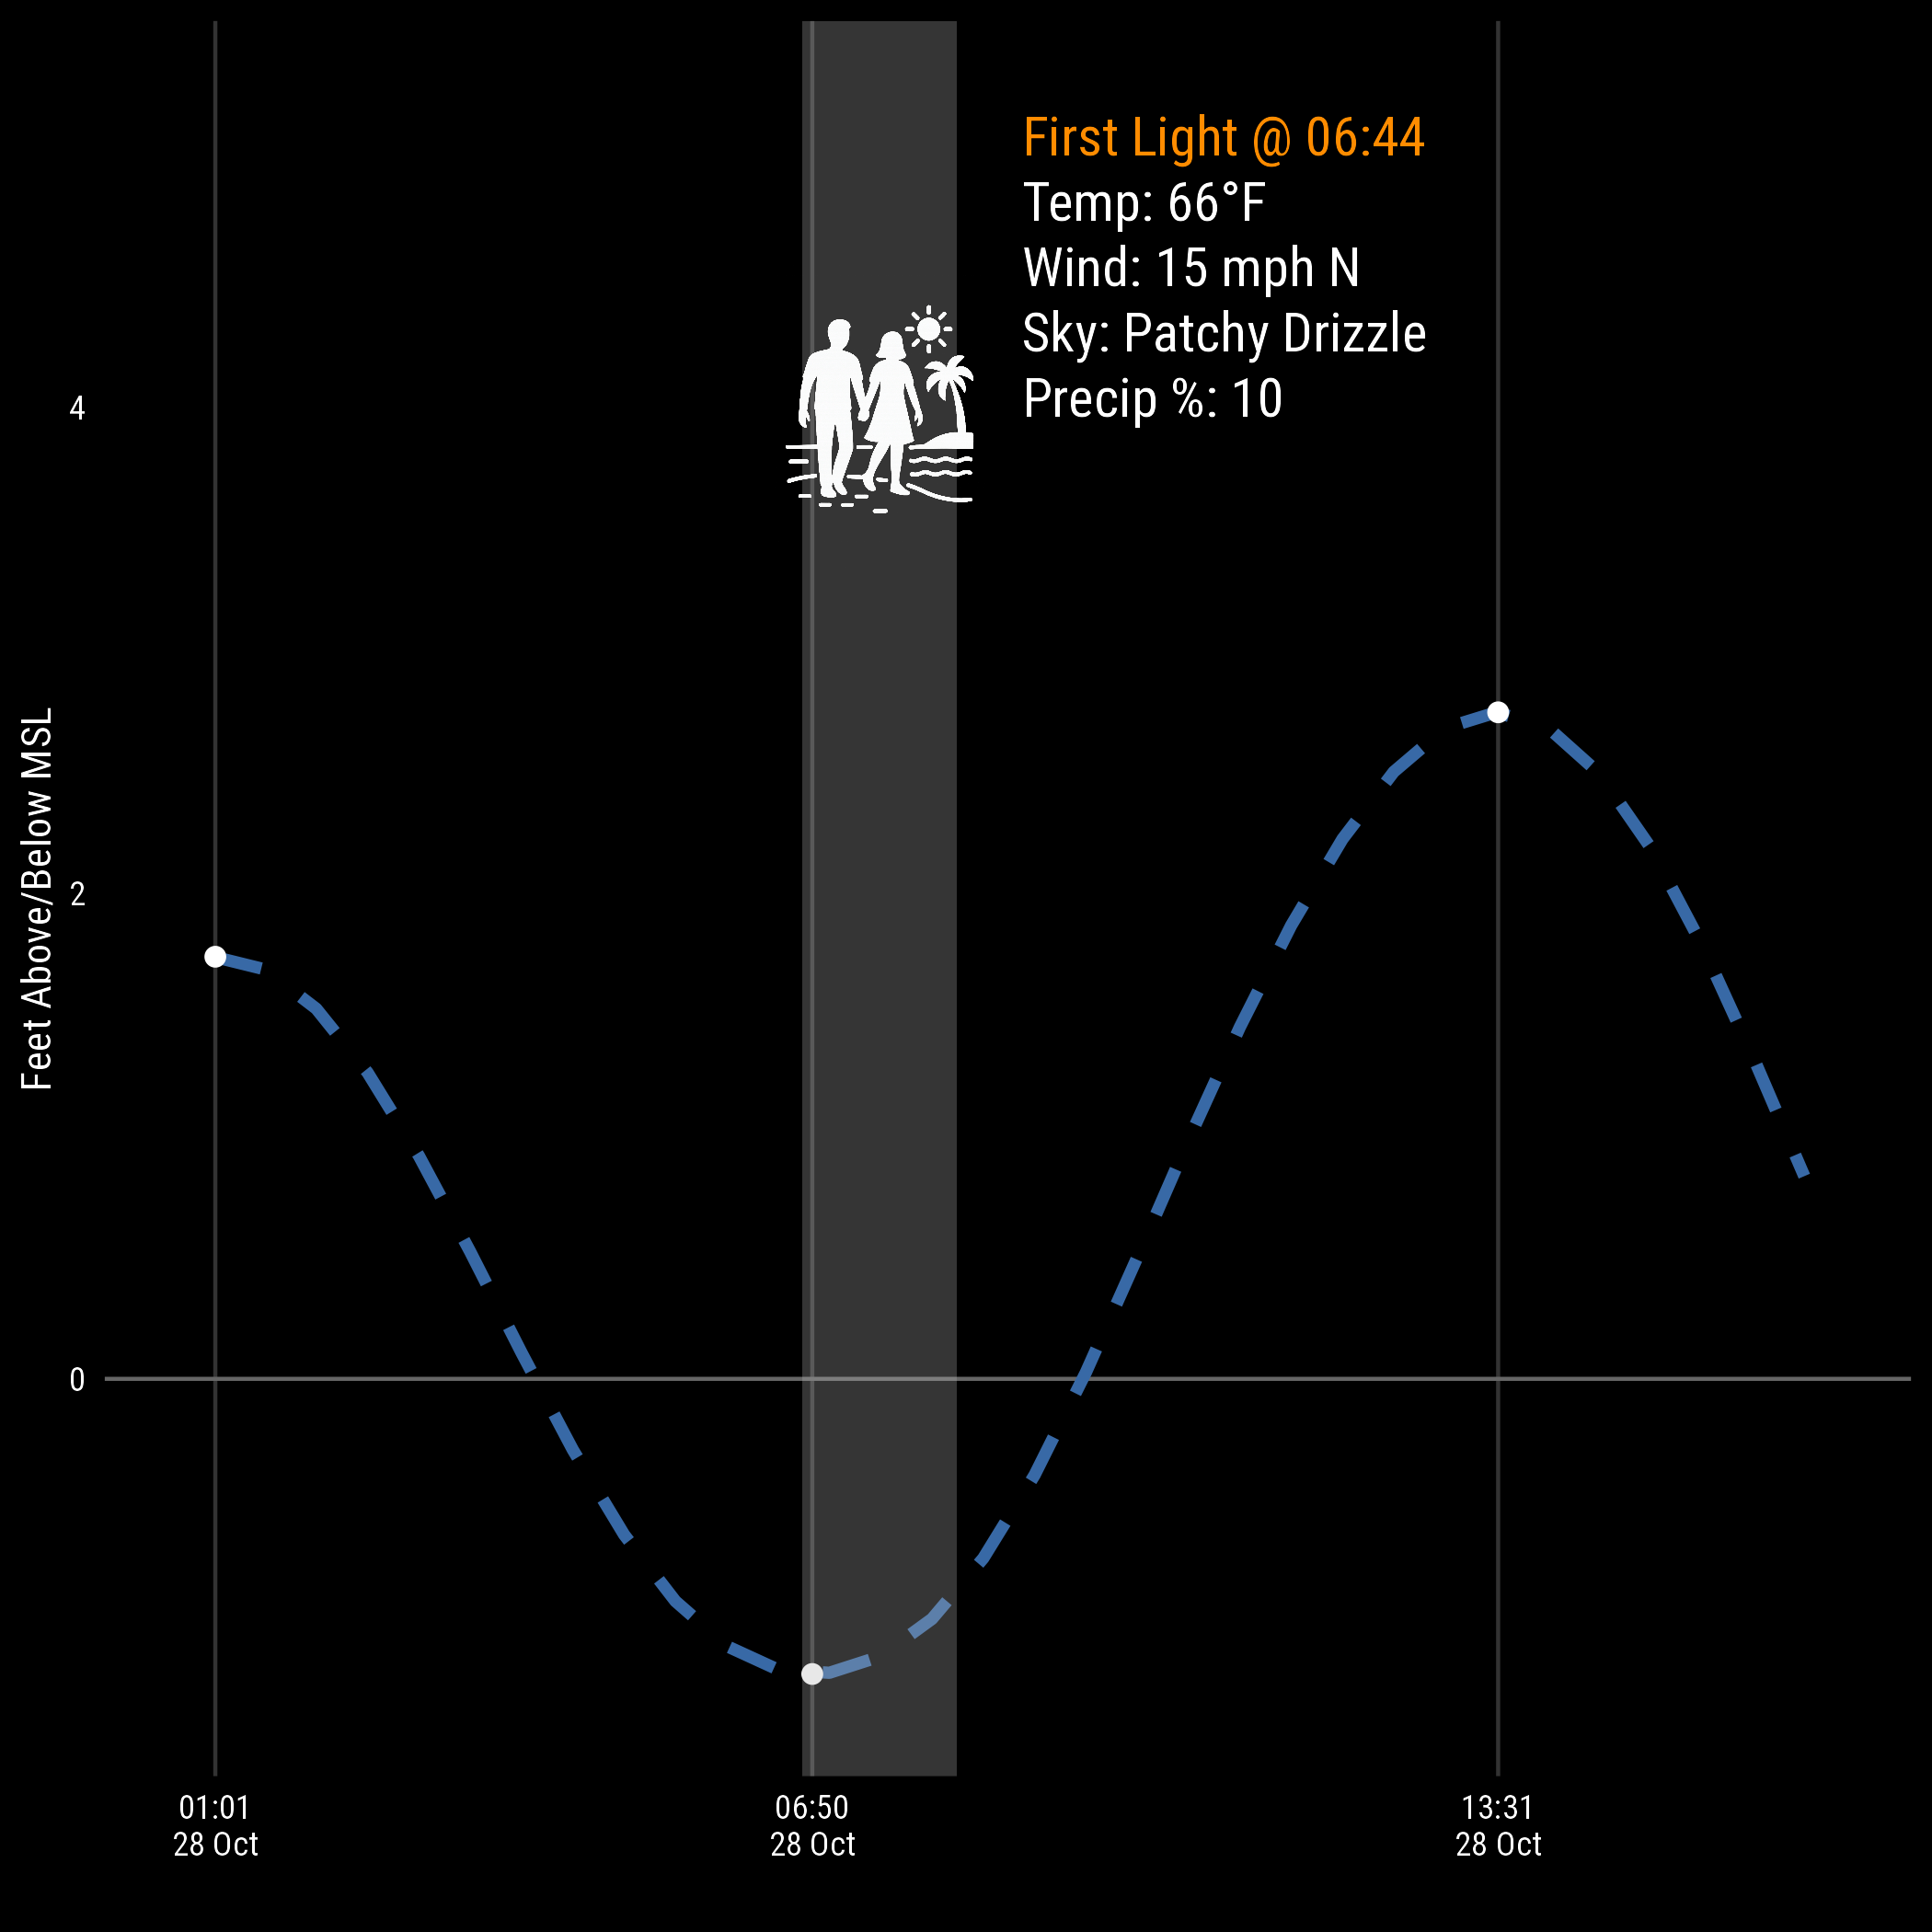 First Light @ 06:44
Temp: 66°F
Wind: 15 mph N
Sky: Patchy Drizzle
Precip %: 10
Feet Above/Below MSL
4
2
0
01:01
28 Oct
06:50
28 Oct
13:31
28 Oct